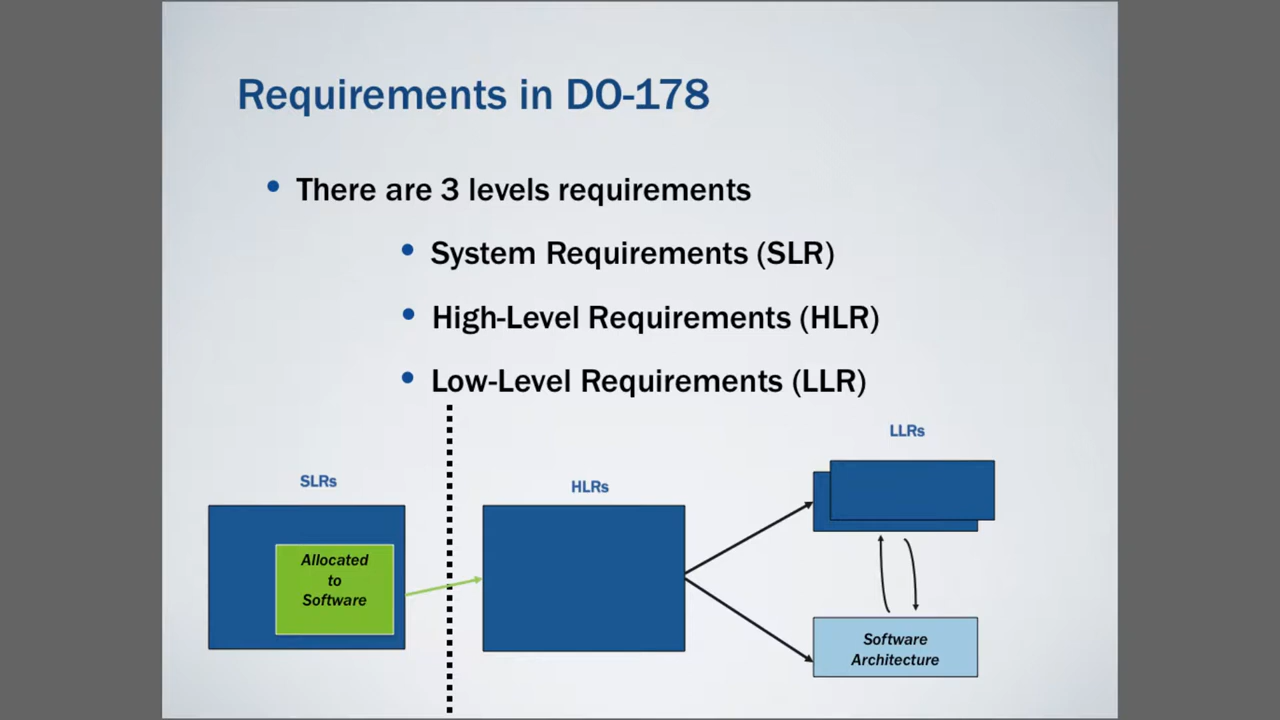 Requirements in DO-178
There are 3 levels requirements
System Requirements (SLR)
High-Level Requirements (HLR)
Low-Level Requirements (LLR)
LLRs
SLRs
HLRs
Allocated
to
Software
Software
Architecture